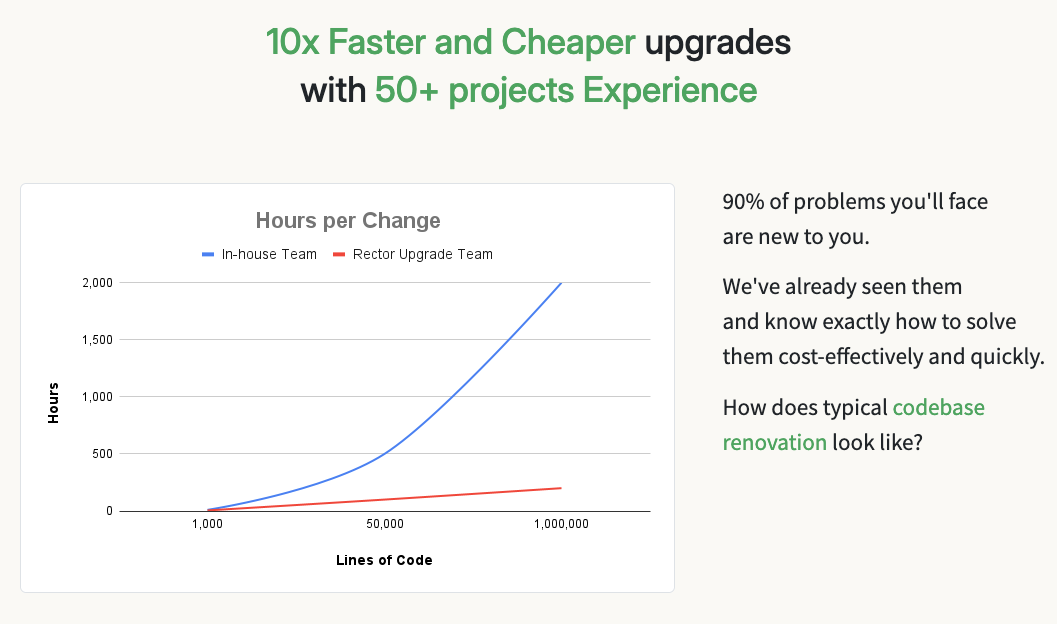 10x Faster and Cheaper upgrades
with 50+ projects Experience
Hours per Change
In-house Team Rector Upgrade Team
2,000
1,500
1,000
500
0
Hours
1,000 50,000 1,000,000
Lines of Code
90% of problems you'll face
are new to you.
We've already seen them
and know exactly how to solve
them cost-effectively and quickly.
How does typical codebase
renovation look like?